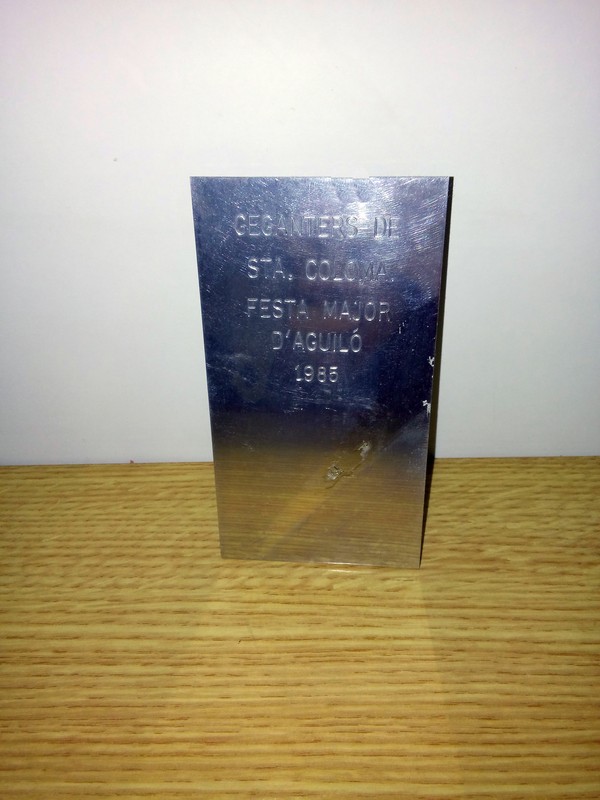 GEGANTERS DE
STA. COLOMA.
FESTA MAJOR
D'AGUILÓ
1985